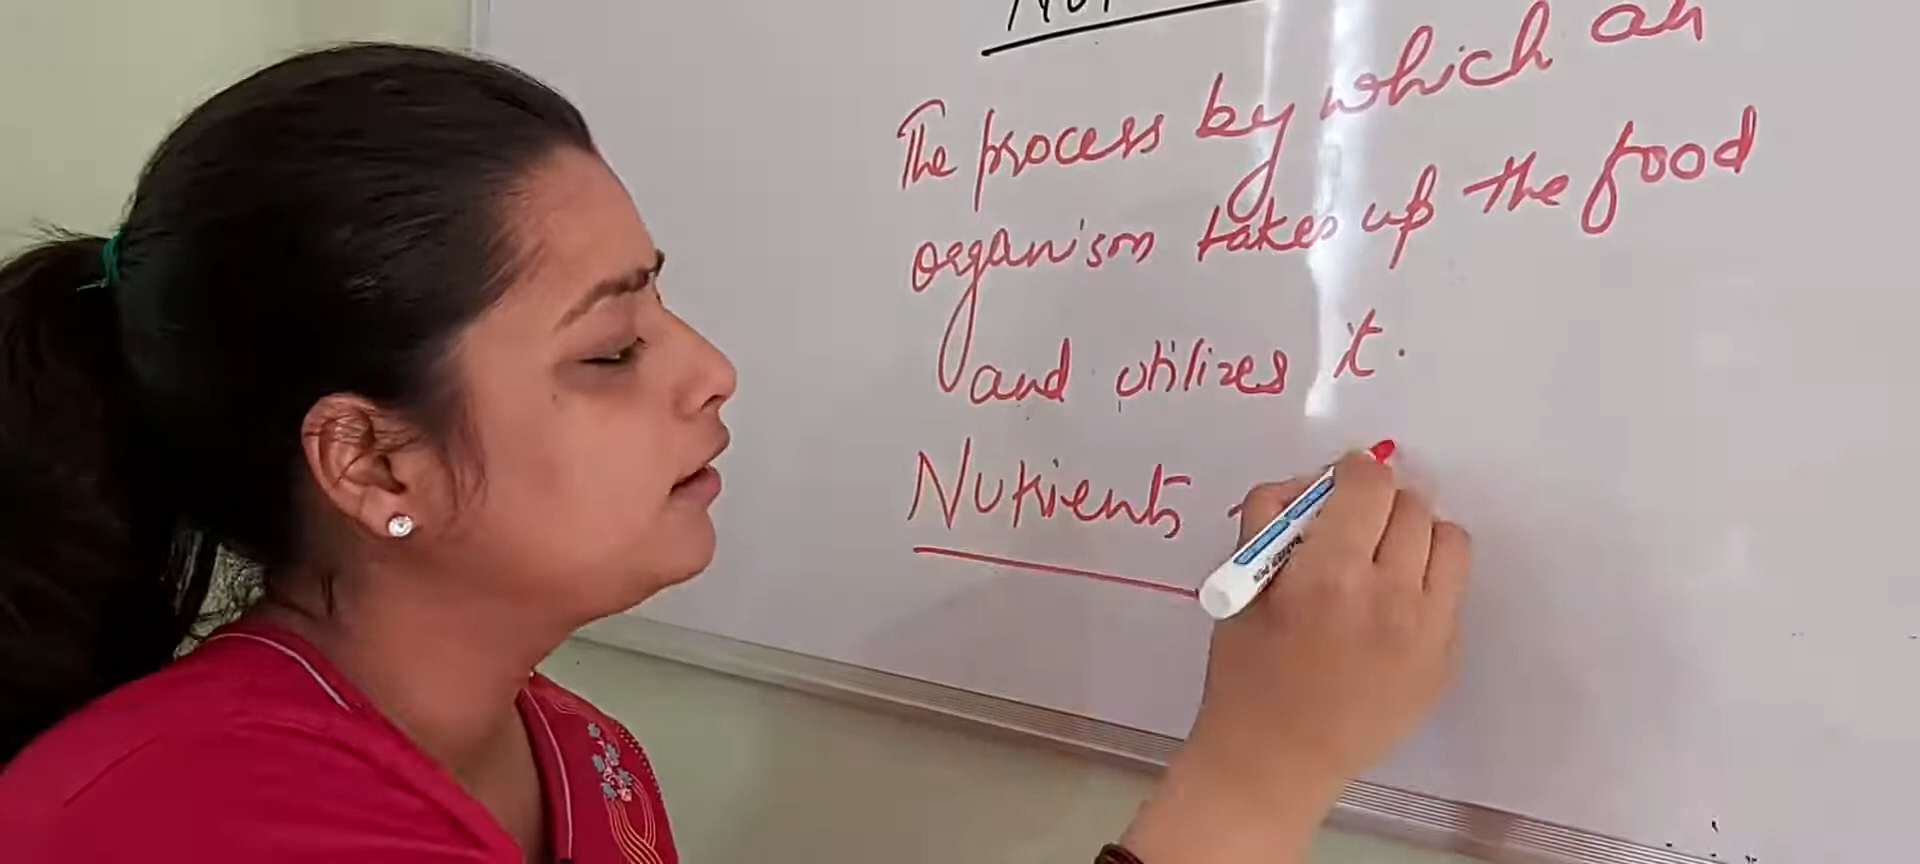 The process by which an
organism takes up the food
and utilizes it.
Nutrients -